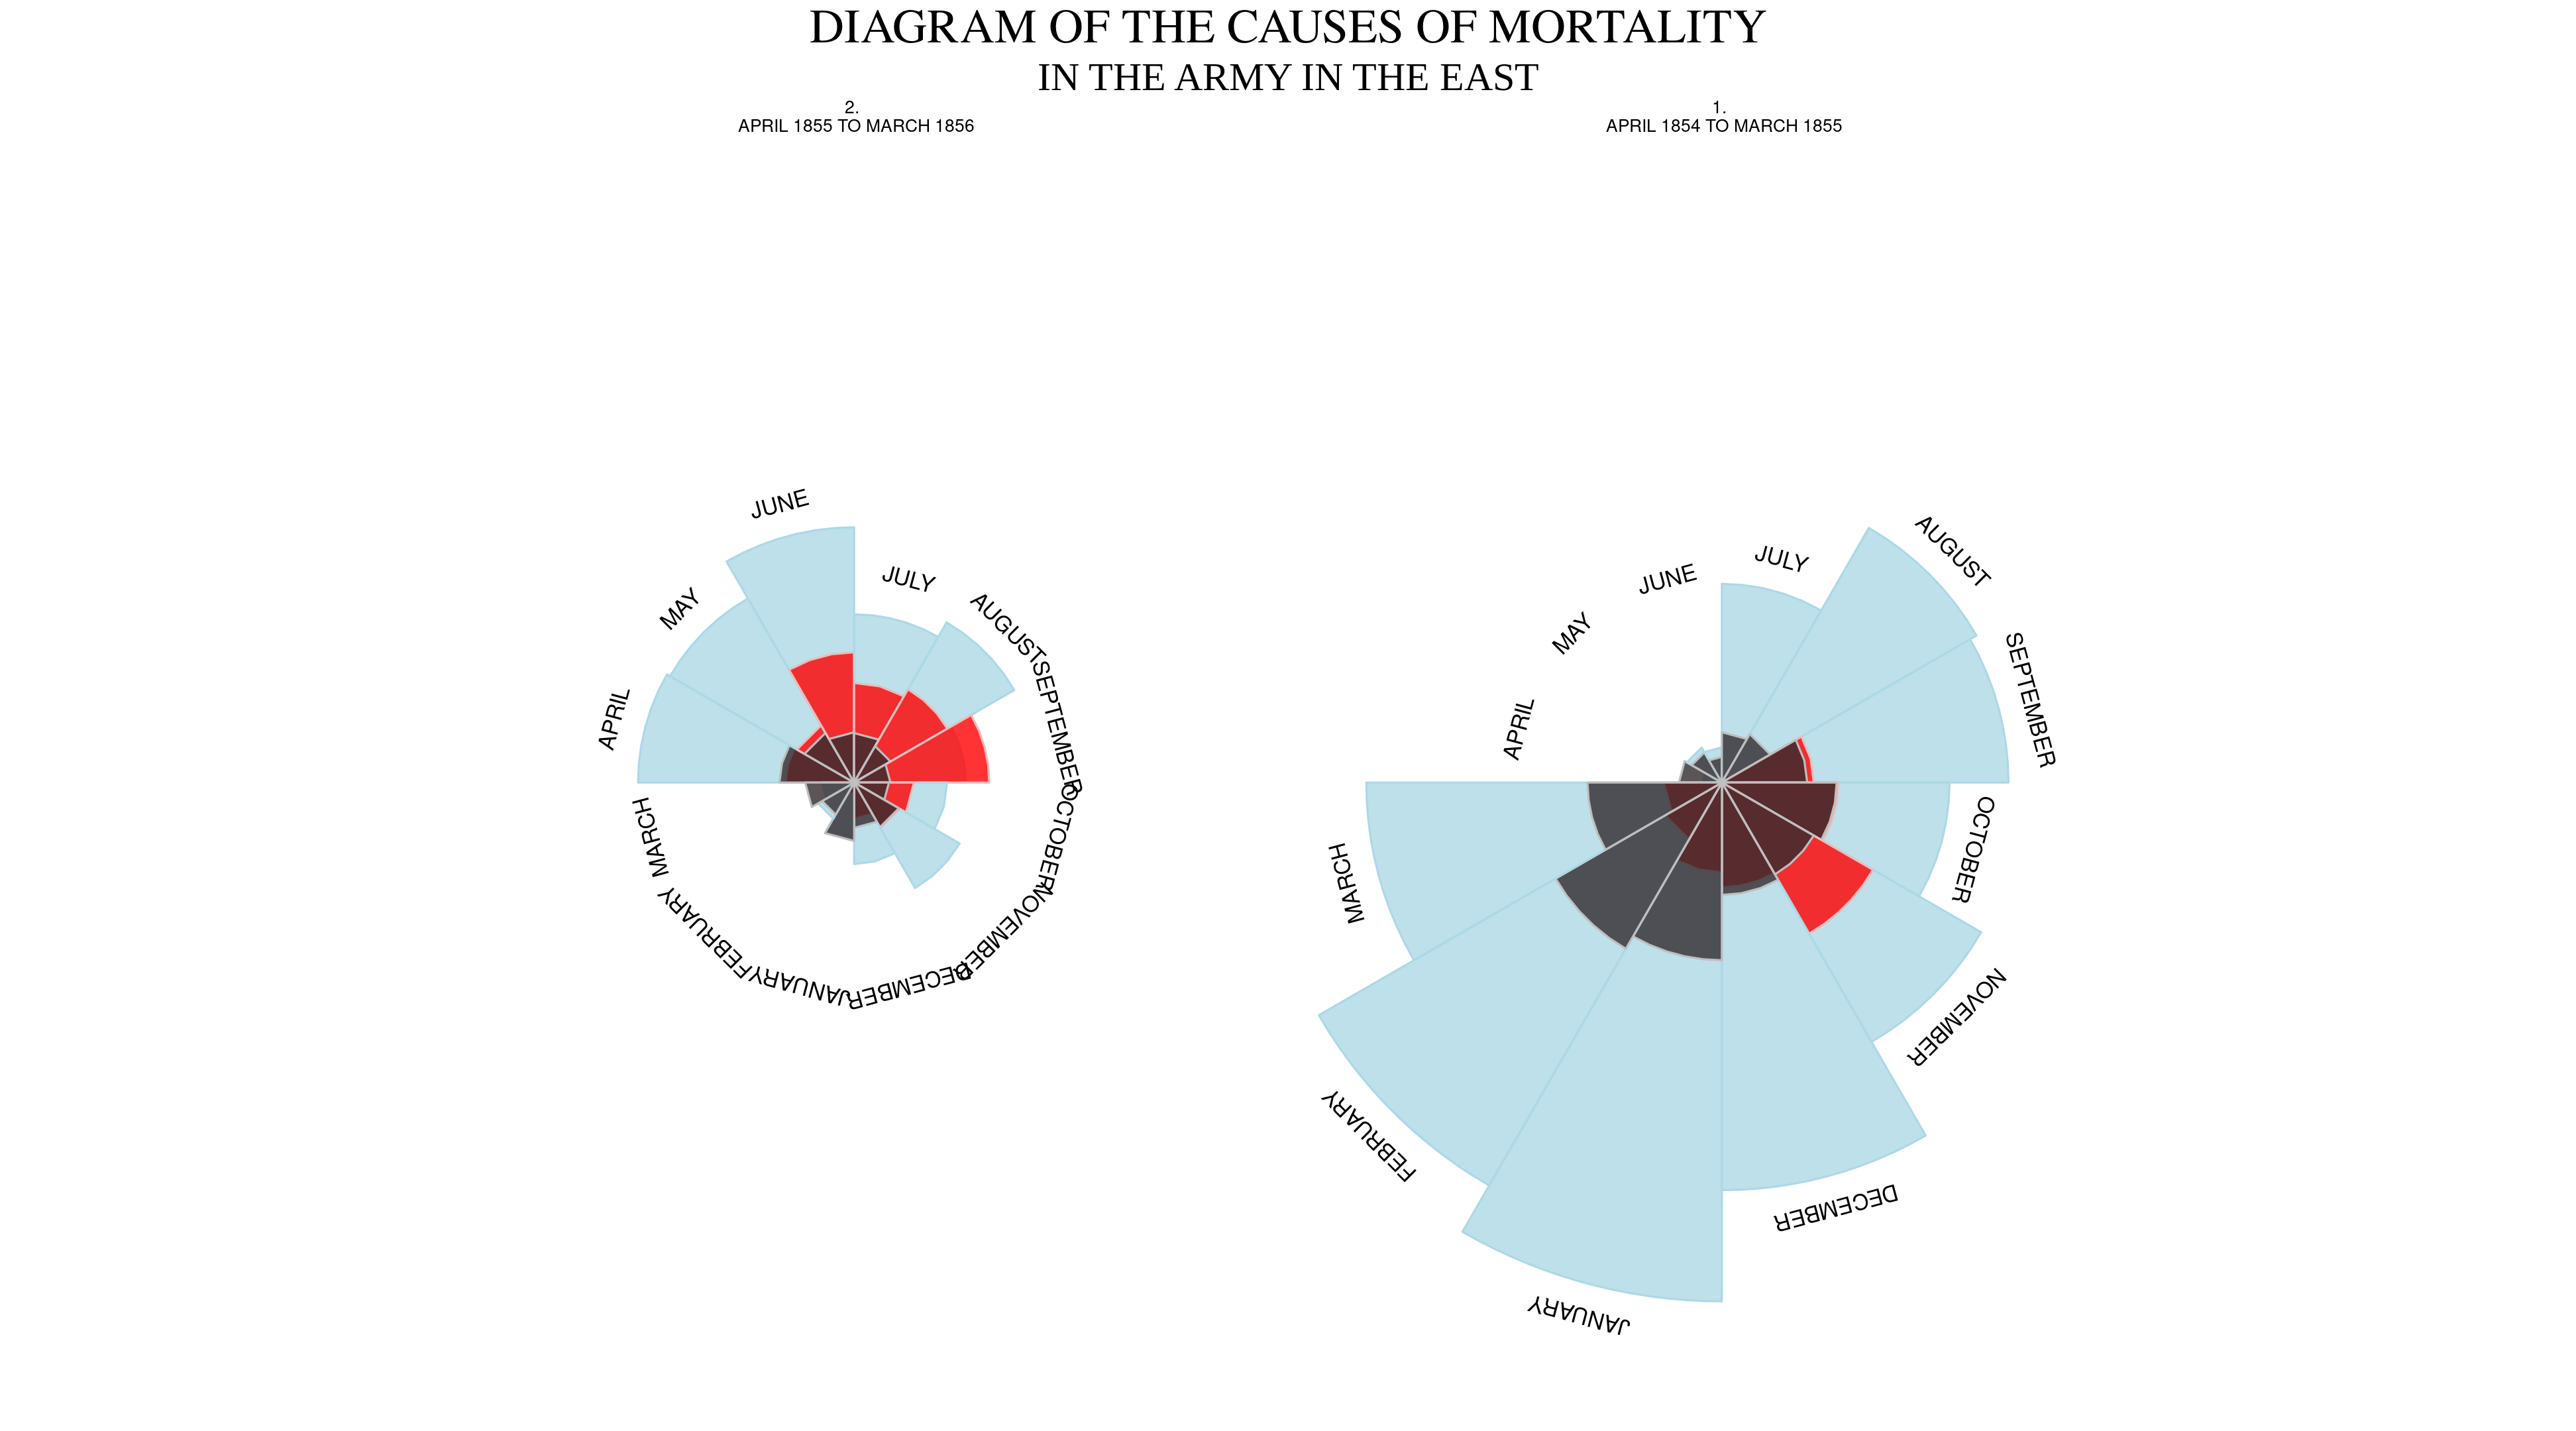 DIAGRAM OF THE CAUSES OF MORTALITY
IN THE ARMY IN THE EAST
2.
APRIL 1855 TO MARCH 1856
1.
APRIL 1854 TO MARCH 1855
APRIL
MAY
JUNE
JULY
AUGUST
SEPTEMBER
OCTOBER
NOVEMBER
DECEMBER
JANUARY
FEBRUARY
MARCH
APRIL
MAY
JUNE
JULY
AUGUST
SEPTEMBER
OCTOBER
NOVEMBER
DECEMBER
JANUARY
FEBRUARY
MARCH